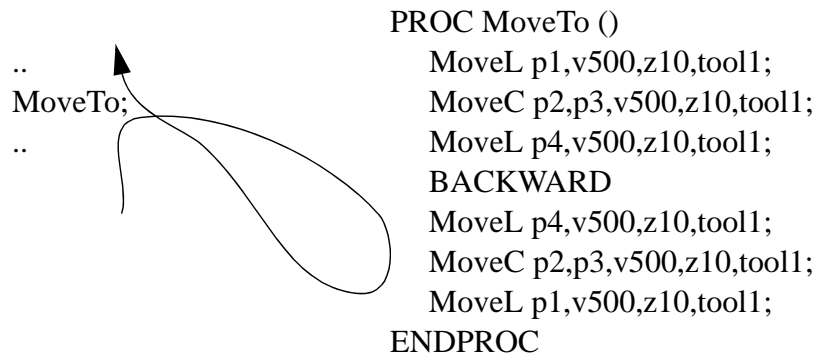 PROC MoveTo ()
..
MoveL p1,v500,z10,tool1;
MoveTo;
MoveC p2,p3,v500,z10,tool1;
..
MoveL p4,v500,z10,tool1;
BACKWARD
MoveL p4,v500,z10,tool1;
MoveC p2,p3,v500,z10,tool1;
MoveL p1,v500,z10,tool1;
ENDPROC